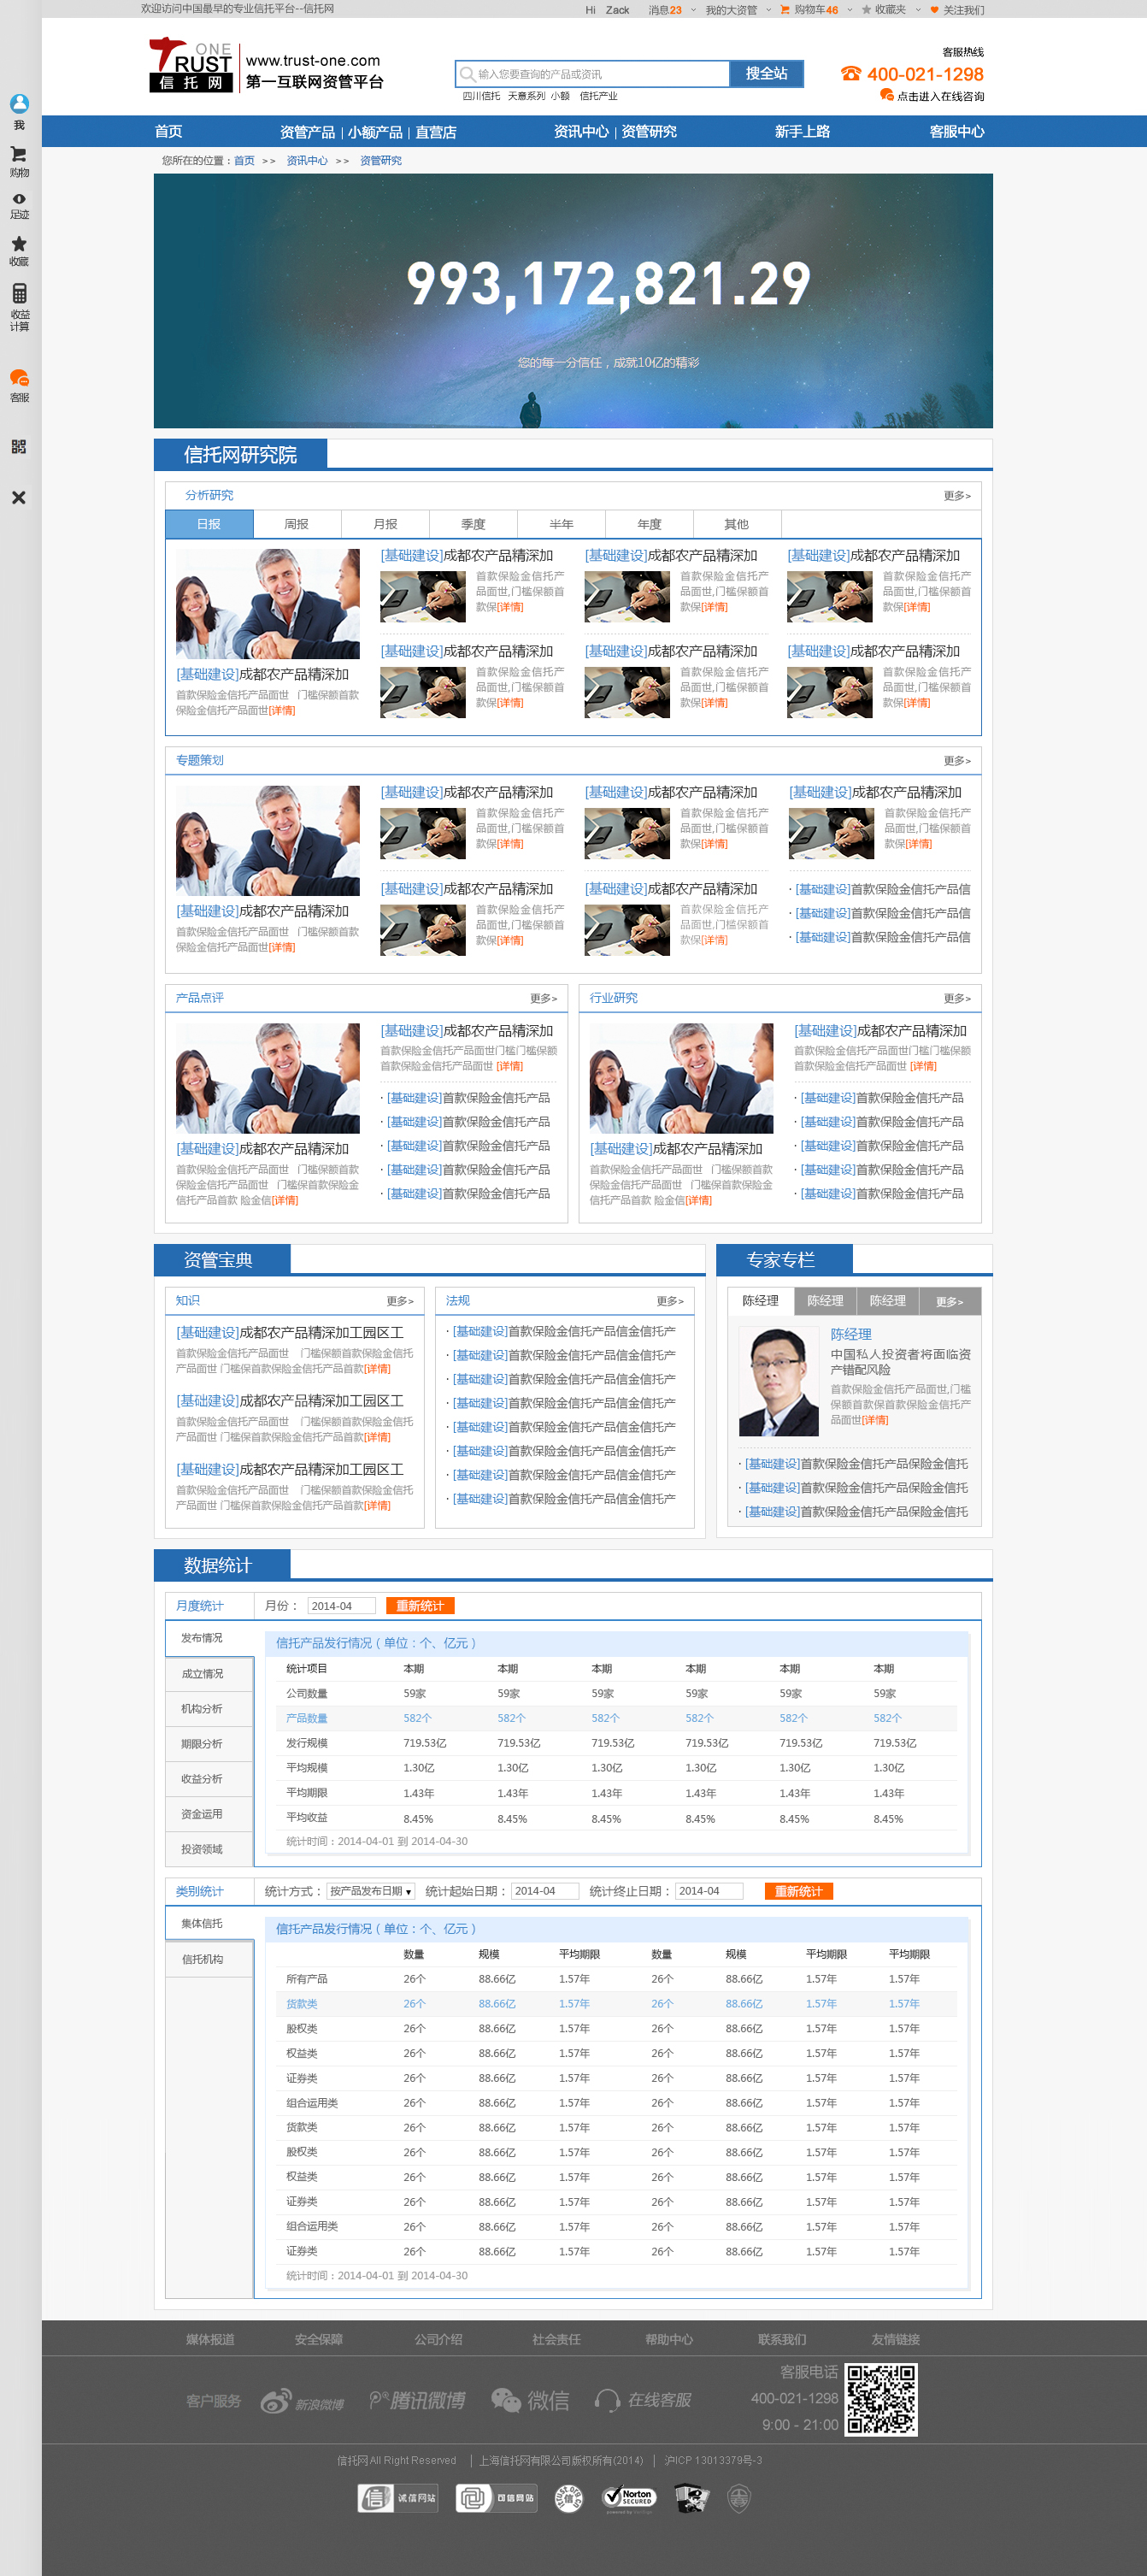 欢迎访问中国最早的专业信托平台--信托网
Hi Zack 消息23 我的大资管 购物车46 收藏夹 关注我们
TRUST ONE
信托网
www.trust-one.com
第一互联网资管平台
输入您要查询的产品或资讯
搜全站
四川信托 天意系列 小额 信托产业
客服热线
400-021-1298
点击进入在线咨询
我
购物
足迹
收藏
收益
计算
客服
首页 资管产品 | 小额产品 | 直营店 资讯中心 | 资管研究 新手上路 客服中心
您所在的位置：首页 >> 资讯中心 >> 资管研究
993,172,821.29
您的每一分信任，成就10亿的精彩
信托网研究院
分析研究 更多>
日报 周报 月报 季度 半年 年度 其他
[基础建设]成都农产品精深加
首款保险金信托产品面世 门槛保额首款
保险金信托产品面世[详情]
[基础建设]成都农产品精深加
首款保险金信托产
品面世,门槛保额首
款保[详情]
[基础建设]成都农产品精深加
首款保险金信托产
品面世,门槛保额首
款保[详情]
[基础建设]成都农产品精深加
首款保险金信托产
品面世,门槛保额首
款保[详情]
[基础建设]成都农产品精深加
首款保险金信托产
品面世,门槛保额首
款保[详情]
[基础建设]成都农产品精深加
首款保险金信托产
品面世,门槛保额首
款保[详情]
[基础建设]成都农产品精深加
首款保险金信托产
品面世,门槛保额首
款保[详情]
专题策划 更多>
[基础建设]成都农产品精深加
首款保险金信托产品面世 门槛保额首款
保险金信托产品面世[详情]
[基础建设]成都农产品精深加
首款保险金信托产
品面世,门槛保额首
款保[详情]
[基础建设]成都农产品精深加
首款保险金信托产
品面世,门槛保额首
款保[详情]
[基础建设]成都农产品精深加
首款保险金信托产
品面世,门槛保额首
款保[详情]
[基础建设]成都农产品精深加
首款保险金信托产
品面世,门槛保额首
款保[详情]
[基础建设]成都农产品精深加
首款保险金信托产
品面世,门槛保额首
款保[详情]
· [基础建设]首款保险金信托产品信
· [基础建设]首款保险金信托产品信
· [基础建设]首款保险金信托产品信
产品点评 更多>
[基础建设]成都农产品精深加
首款保险金信托产品面世 门槛保额首款
保险金信托产品面世 门槛保首款保险金
信托产品首款 险金信[详情]
[基础建设]成都农产品精深加
首款保险金信托产品面世门槛门槛保额
首款保险金信托产品面世 [详情]
· [基础建设]首款保险金信托产品
· [基础建设]首款保险金信托产品
· [基础建设]首款保险金信托产品
· [基础建设]首款保险金信托产品
· [基础建设]首款保险金信托产品
行业研究 更多>
[基础建设]成都农产品精深加
首款保险金信托产品面世 门槛保额首款
保险金信托产品面世 门槛保首款保险金
信托产品首款 险金信[详情]
[基础建设]成都农产品精深加
首款保险金信托产品面世门槛门槛保额
首款保险金信托产品面世 [详情]
· [基础建设]首款保险金信托产品
· [基础建设]首款保险金信托产品
· [基础建设]首款保险金信托产品
· [基础建设]首款保险金信托产品
· [基础建设]首款保险金信托产品
资管宝典
知识 更多>
[基础建设]成都农产品精深加工园区工
首款保险金信托产品面世 门槛保额首款保险金信托
产品面世 门槛保首款保险金信托产品首款[详情]
[基础建设]成都农产品精深加工园区工
首款保险金信托产品面世 门槛保额首款保险金信托
产品面世 门槛保首款保险金信托产品首款[详情]
[基础建设]成都农产品精深加工园区工
首款保险金信托产品面世 门槛保额首款保险金信托
产品面世 门槛保首款保险金信托产品首款[详情]
法规 更多>
· [基础建设]首款保险金信托产品信金信托产
· [基础建设]首款保险金信托产品信金信托产
· [基础建设]首款保险金信托产品信金信托产
· [基础建设]首款保险金信托产品信金信托产
· [基础建设]首款保险金信托产品信金信托产
· [基础建设]首款保险金信托产品信金信托产
· [基础建设]首款保险金信托产品信金信托产
· [基础建设]首款保险金信托产品信金信托产
专家专栏
陈经理 陈经理 陈经理 更多>
陈经理
中国私人投资者将面临资
产错配风险
首款保险金信托产品面世,门槛
保额首款保首款保险金信托产
品面世[详情]
· [基础建设]首款保险金信托产品保险金信托
· [基础建设]首款保险金信托产品保险金信托
· [基础建设]首款保险金信托产品保险金信托
数据统计
月度统计 月份： 2014-04 重新统计
发布情况
成立情况
机构分析
期限分析
收益分析
资金运用
投资领域
信托产品发行情况（单位：个、亿元）
统计项目 本期 本期 本期 本期 本期 本期
公司数量 59家 59家 59家 59家 59家 59家
产品数量 582个 582个 582个 582个 582个 582个
发行规模 719.53亿 719.53亿 719.53亿 719.53亿 719.53亿 719.53亿
平均规模 1.30亿 1.30亿 1.30亿 1.30亿 1.30亿 1.30亿
平均期限 1.43年 1.43年 1.43年 1.43年 1.43年 1.43年
平均收益 8.45% 8.45% 8.45% 8.45% 8.45% 8.45%
统计时间：2014-04-01 到 2014-04-30
类别统计 统计方式： 按产品发布日期 ▼ 统计起始日期： 2014-04 统计终止日期： 2014-04 重新统计
集体信托
信托机构
信托产品发行情况（单位：个、亿元）
数量 规模 平均期限 数量 规模 平均期限 平均期限
所有产品 26个 88.66亿 1.57年 26个 88.66亿 1.57年 1.57年
货款类 26个 88.66亿 1.57年 26个 88.66亿 1.57年 1.57年
股权类 26个 88.66亿 1.57年 26个 88.66亿 1.57年 1.57年
权益类 26个 88.66亿 1.57年 26个 88.66亿 1.57年 1.57年
证券类 26个 88.66亿 1.57年 26个 88.66亿 1.57年 1.57年
组合运用类 26个 88.66亿 1.57年 26个 88.66亿 1.57年 1.57年
货款类 26个 88.66亿 1.57年 26个 88.66亿 1.57年 1.57年
股权类 26个 88.66亿 1.57年 26个 88.66亿 1.57年 1.57年
权益类 26个 88.66亿 1.57年 26个 88.66亿 1.57年 1.57年
证券类 26个 88.66亿 1.57年 26个 88.66亿 1.57年 1.57年
组合运用类 26个 88.66亿 1.57年 26个 88.66亿 1.57年 1.57年
证券类 26个 88.66亿 1.57年 26个 88.66亿 1.57年 1.57年
统计时间：2014-04-01 到 2014-04-30
媒体报道 安全保障 公司介绍 社会责任 帮助中心 联系我们 友情链接
客户服务 新浪微博 腾讯微博 微信 在线客服
客服电话
400-021-1298
9:00 - 21:00
信托网 All Right Reserved | 上海信托网有限公司版权所有(2014) | 沪ICP 13013379号-3
诚信网站 可信网站 Norton SECURED